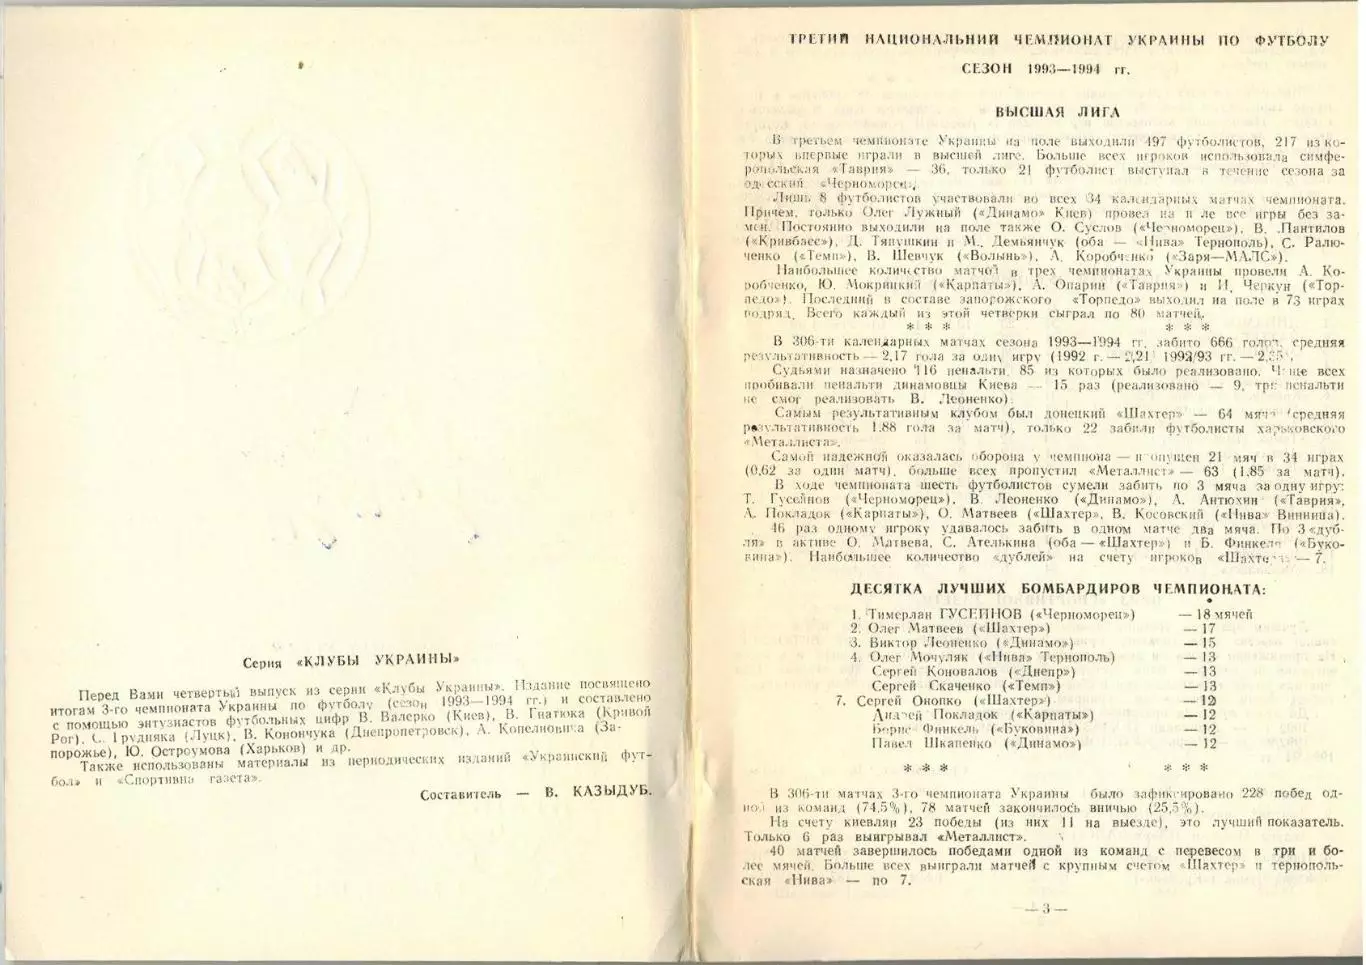 Серия «КЛУБЫ УКРАИНЫ»
Перед Вами четвертый выпуск из серии «Клубы Украины». Издание посвящено
итогам 3-го чемпионата Украины по футболу (сезон 1993—1994 гг.) и составлено
с помощью энтузиастов футбольных цифр В. Валерко (Киев), В. Гнатюка (Кривой
Рог), С. Грудняка (Луцк), В. Конончука (Днепропетровск), А. Копелиовича (За-
порожье), Ю. Остроумова (Харьков) и др.
Также использованы материалы из периодических изданий «Украинский фут-
бол» и «Спортивна газета».
Составитель — В. КАЗЫДУБ.
ТРЕТИЙ НАЦИОНАЛЬНИЙ ЧЕМПИОНАТ УКРАИНЫ ПО ФУТБОЛУ
СЕЗОН 1993—1994 гг.
ВЫСШАЯ ЛИГА
В третьем чемпионате Украины на поле выходили 497 футболистов, 217 из ко-
торых впервые играли в высшей лиге. Больше всех игроков использовала симфе-
ропольская «Таврия» — 36, только 21 футболист выступал в течение сезона за
одесский «Черноморец».
Лишь 8 футболистов участвовали во всех 34 календарных матчах чемпионата.
Причем, только Олег Лужный («Динамо» Киев) провел на поле все игры без за-
мен. Постоянно выходили на поле также О. Суслов («Черноморец»), В. Пантилов
(«Кривбасс»), Д. Тяпушкин и М. Демьянчук (оба — «Нива» Тернополь), С. Ралю-
ченко («Темп»), В. Шевчук («Волынь»), А. Коробченко («Заря—МАЛС»).
Наибольшее количество матчей в трех чемпионатах Украины провели А. Ко-
робченко, Ю. Мокрицкий («Карпаты»), А. Опарин («Таврия») и И. Черкун («Тор-
педо»). Последний в составе запорожского «Торпедо» выходил на поле в 73 играх
подряд. Всего каждый из этой четверки сыграл по 80 матчей.
* * * * * *
В 306-ти календарных матчах сезона 1993—1994 гг. забито 666 голов, средняя
результативность — 2,17 гола за одну игру (1992 г. — 2,21, 1992/93 гг. —
Судьями назначено 116 пенальти, 85 из которых было реализовано. Чаще всех
пробивали пенальти динамовцы Киева — 15 раз (реализовано — 9, три пенальти
не смог реализовать В. Леоненко).
Самым результативным клубом был донецкий «Шахтер» — 64 мяча (средняя
результативность 1.88 гола за матч), только 22 забили футболисты харьковского
«Металлиста».
Самой надежной оказалась оборона у чемпиона — пропущен 21 мяч в 34 играх
(0,62 за один матч), больше всех пропустил «Металлист» — 63 (1,85 за матч).
В ходе чемпионата шесть футболистов сумели забить по 3 мяча за одну игру:
Т. Гусейнов («Черноморец»), В. Леоненко («Динамо»), А. Антюхин («Таврия»,
А. Покладок («Карпаты»), О. Матвеев («Шахтер», В. Косовский («Нива» Винница).
46 раз одному игроку удавалось забить в одном матче два мяча. По 3 «дуб-
ля» в активе О. Матвева, С. Ателькина (оба — «Шахтер») и Б. Финкеля («Буко-
вина»). Наибольшее количество «дублей» на счету игроков «Шахтера» — 7.
ДЕСЯТКА ЛУЧШИХ БОМБАРДИРОВ ЧЕМПИОНАТА:
1. Тимерлан ГУСЕЙНОВ («Черноморец») — 18 мячей
2. Олег Матвеев («Шахтер») — 17
3. Виктор Леоненко («Динамо») — 15
4. Олег Мочуляк («Нива» Тернополь) — 13
Сергей Коновалов («Днепр») — 13
Сергей Скаченко («Темп») — 13
7. Сергей Онопко («Шахтер») — 12
Андрей Покладок («Карпаты») — 12
Борис Финкель («Буковина») — 12
Павел Шкапенко («Динамо») — 12
* * * * * *
В 306-ти матчах 3-го чемпионата Украины было зафиксировано 228 побед од-
ной из команд (74,5%), 78 матчей закончилось вничью (25,5%).
На счету киевлян 23 победы (из них 11 на выезде), это лучший показатель.
Только 6 раз выигрывал «Металлист».
40 матчей завершилось победами одной из команд с перевесом в три и бо-
лее мячей. Больше всех выиграли матчей с крупным счетом «Шахтер» и тернополь-
ская «Нива» — по 7.
— 3 —